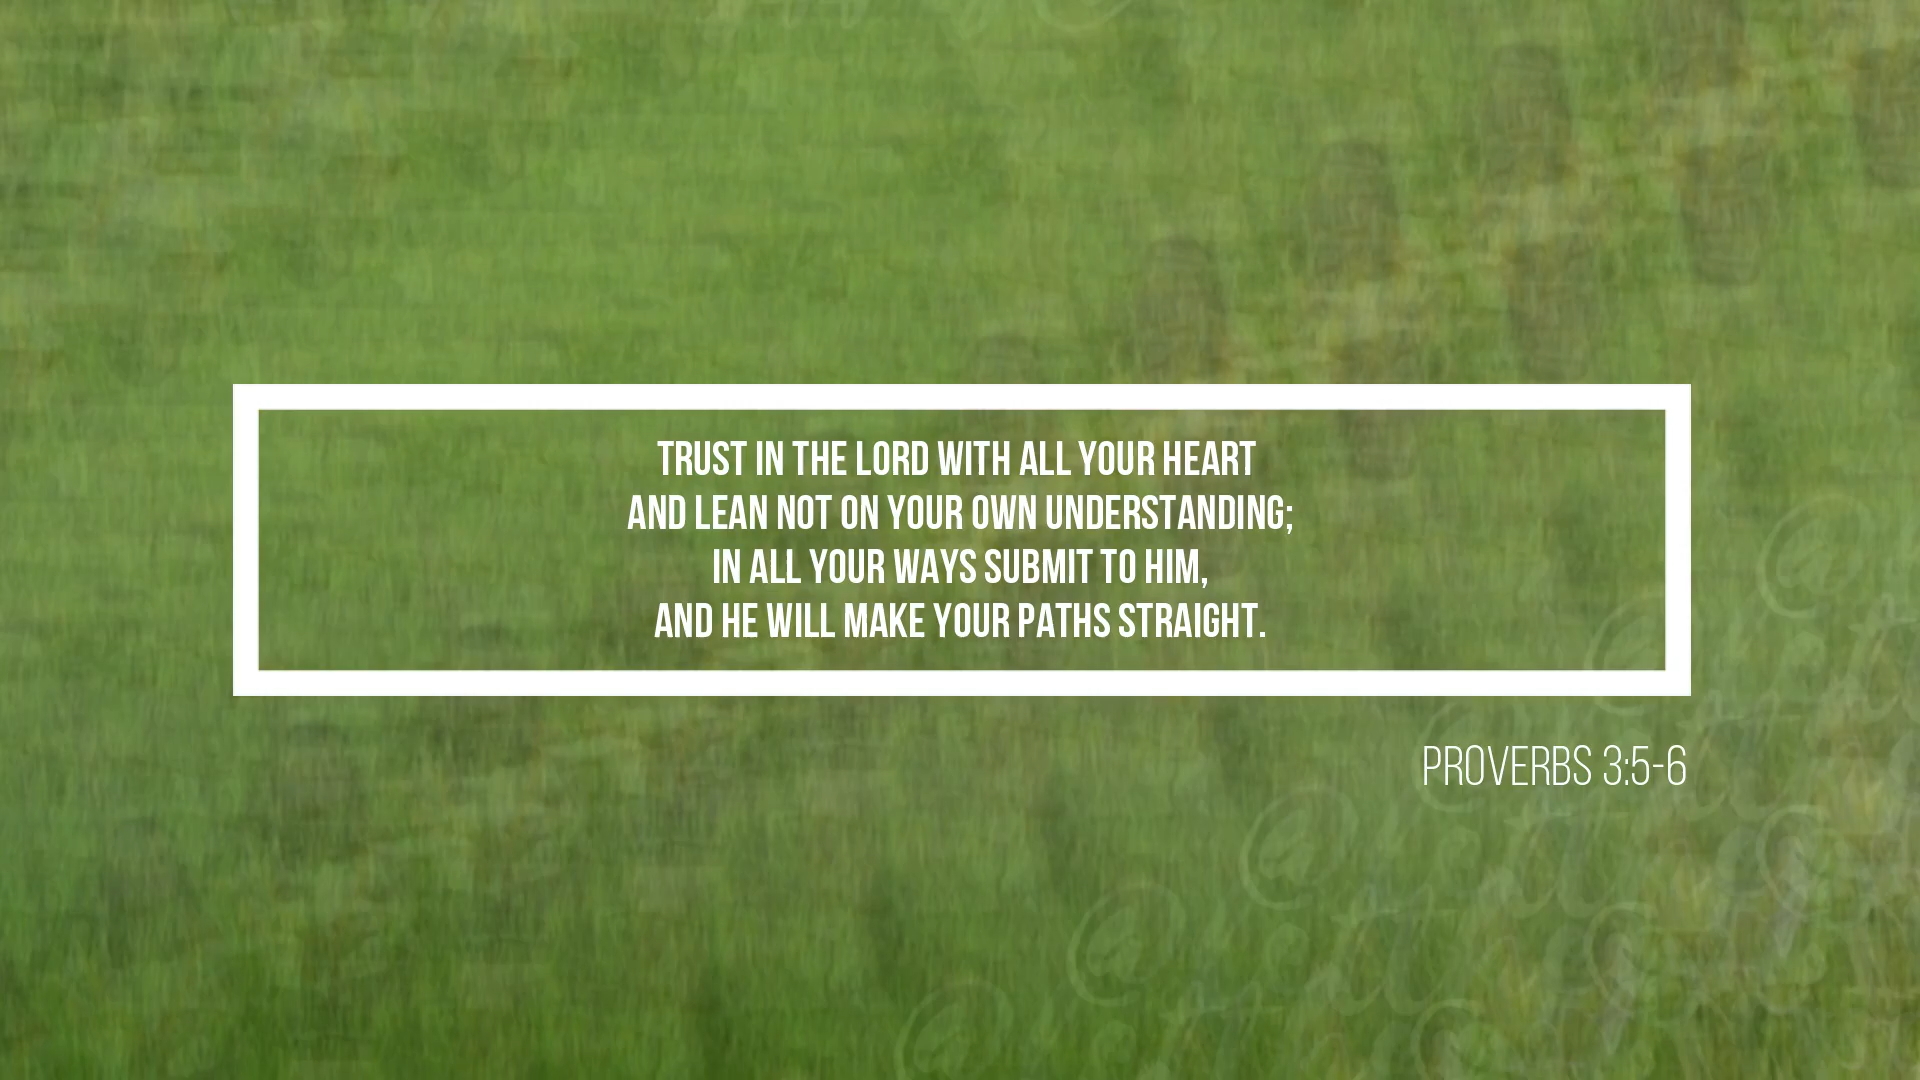 TRUST IN THE LORD WITH ALL YOUR HEART
AND LEAN NOT ON YOUR OWN UNDERSTANDING;
IN ALL YOUR WAYS SUBMIT TO HIM,
AND HE WILL MAKE YOUR PATHS STRAIGHT.
PROVERBS 3:5-6